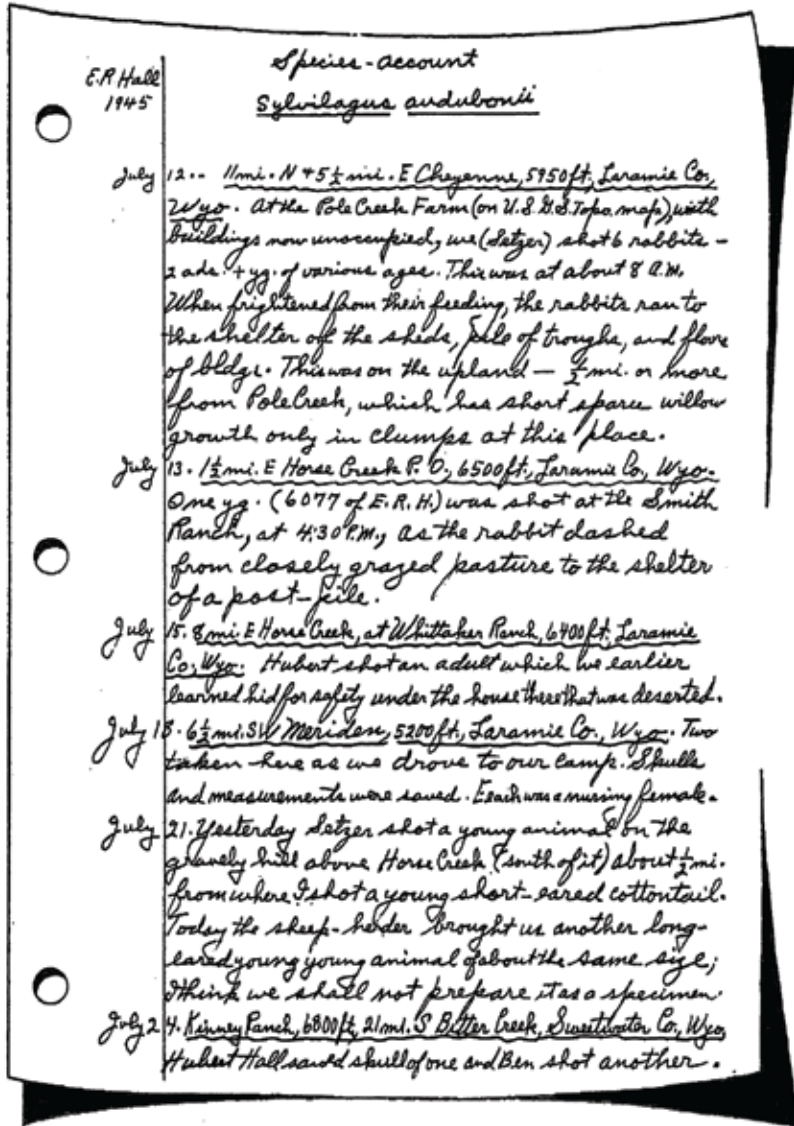 Species-account
E.R Hall
1945
Sylvilagus audubonii
July 12.-- 11mi. N + 5½ mi. E Cheyenne, 5950ft, Laramie Co.,
Wyo. At the Pole Creek Farm (on U.S.G.S. Topo. map), with
buildings now unoccupied, we (Setzer) shot 6 rabbits -
2 ads. + yg. of various ages. This was at about 8 A.M.
When frightened from their feeding, the rabbits ran to
the shelter of the sheds, pile of troughs, and floors
of bldgs. This was on the upland — ½ mi. or more
from Pole Creek, which has short sparce willow
growth only in clumps at this place.
July 13. 1½ mi. E Horse Creek P. O., 6500ft., Laramie Co., Wyo.
One yg. (6077 of E.R.H.) was shot at the Smith
Ranch, at 4:30 P.M., as the rabbit dashed
from closely grazed pasture to the shelter
of a post-pile.
July 15. 8 mi. E Horse Creek, at Whittaker Ranch, 6400ft, Laramie
Co., Wyo. Hubert shot an adult which we earlier
learned hid for safety under the house there that was deserted.
July 18. 6½ mi. SW Meriden, 5200ft., Laramie Co., Wyo. Two
taken here as we drove to our camp. Skulls
and measurements were saved. Eeach was a nursing female.
July 21. Yesterday Setzer shot a young animal on the
gravely hill above Horse Creek (south of it) about ½ mi.
from where I shot a young short-eared cottontail.
Today the sheep-herder brought us another long-
eared young young animal of about the same size;
I think we shall not prepare it as a specimen.
July 24. Kinney Ranch, 6800ft, 21 mi. S Bitter Creek, Sweetwater Co., Wyo,
Hubert Hall saved skull of one and Ben shot another.